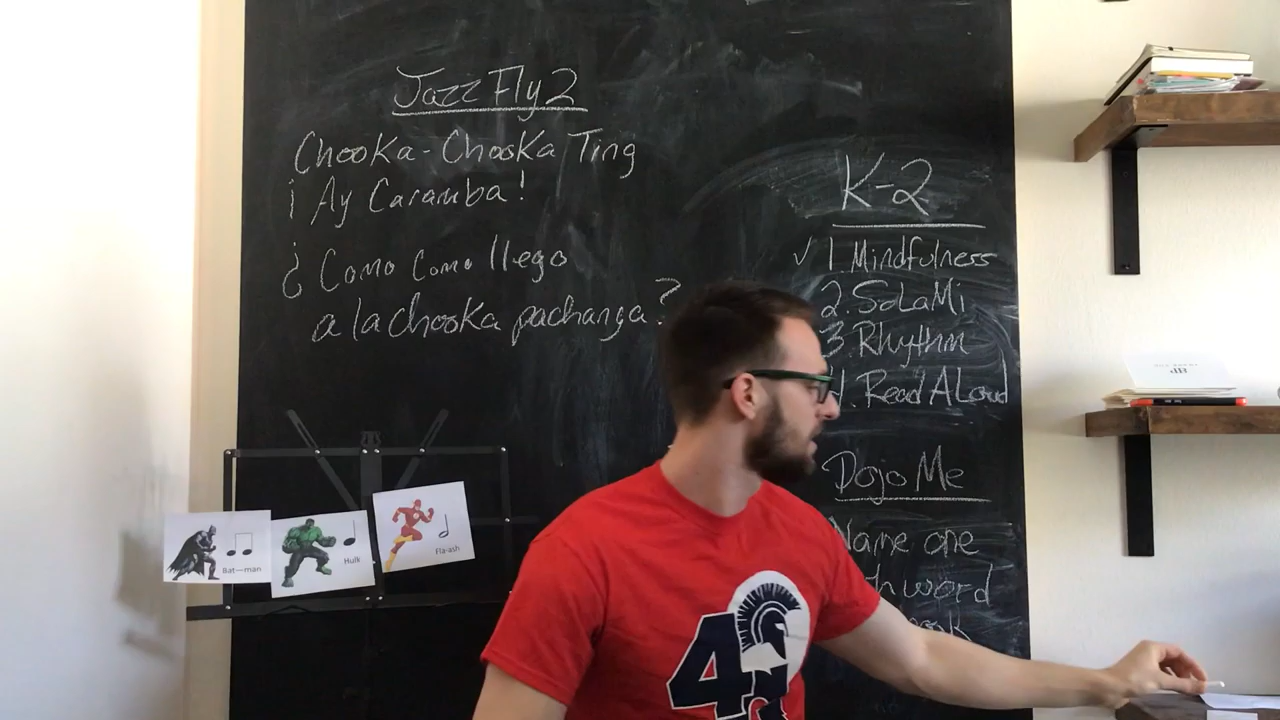 Jazz Fly 2
Chooka-Chooka Ting
¡Ay Caramba!
¿Como Como llego
a la chooka pachanga?
K-2
✓ 1. Mindfulness
2. SoLaMi
3. Rhythm
4. Read ALoud
Dojo Me
Name one
word
Bat-man
Hulk
Fla-ash
4